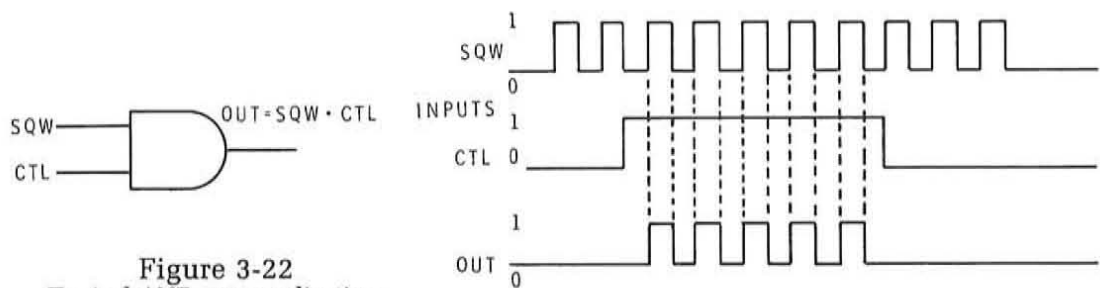 SQW
CTL
OUT=SQW · CTL
Figure 3-22
1
SQW
0
INPUTS
1
CTL 0
1
OUT
0